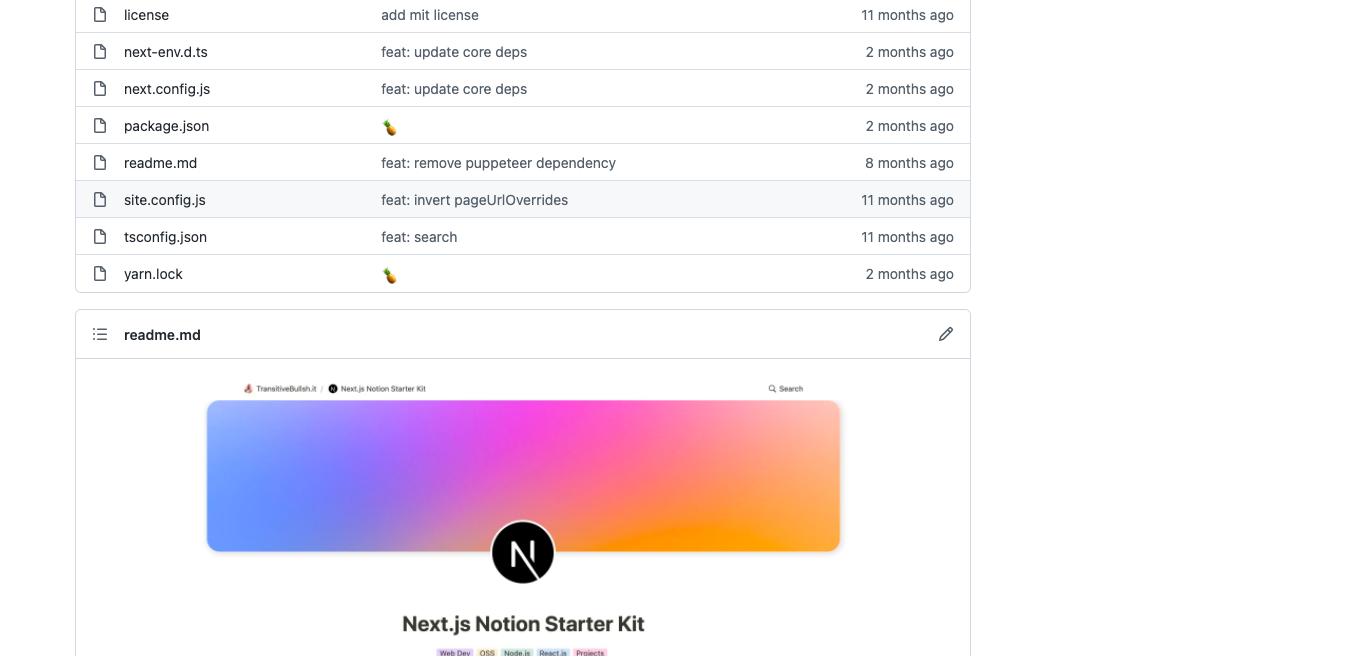 license add mit license 11 months ago
next-env.d.ts feat: update core deps 2 months ago
next.config.js feat: update core deps 2 months ago
package.json 🍍 2 months ago
readme.md feat: remove puppeteer dependency 8 months ago
site.config.js feat: invert pageUrlOverrides 11 months ago
tsconfig.json feat: search 11 months ago
yarn.lock 🍍 2 months ago
readme.md
TransitiveBullsh.it / Next.js Notion Starter Kit Search
Next.js Notion Starter Kit
Web Dev OSS Node.js React.js Projects